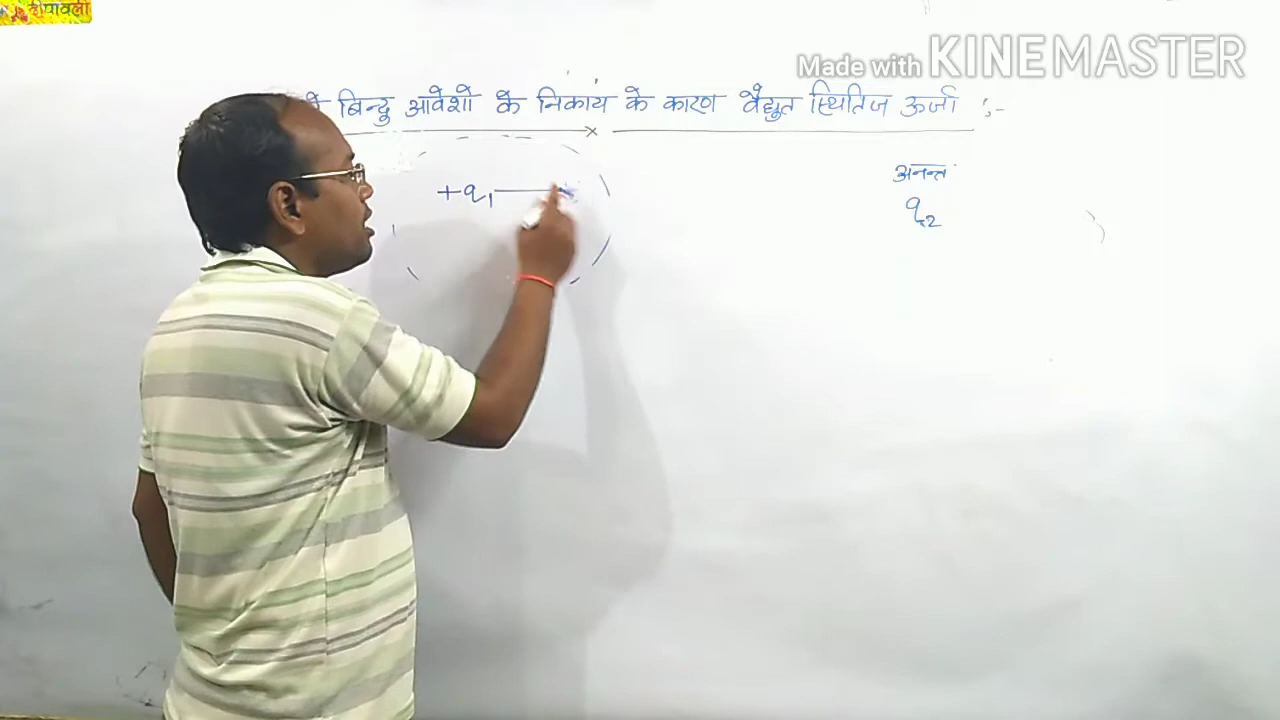 दीपावली
Made with KINEMASTER
बिन्दु आवेशो के निकाय के कारण वैद्युत स्थितिज ऊर्जा :-
अनन्त
+q₁
q₂